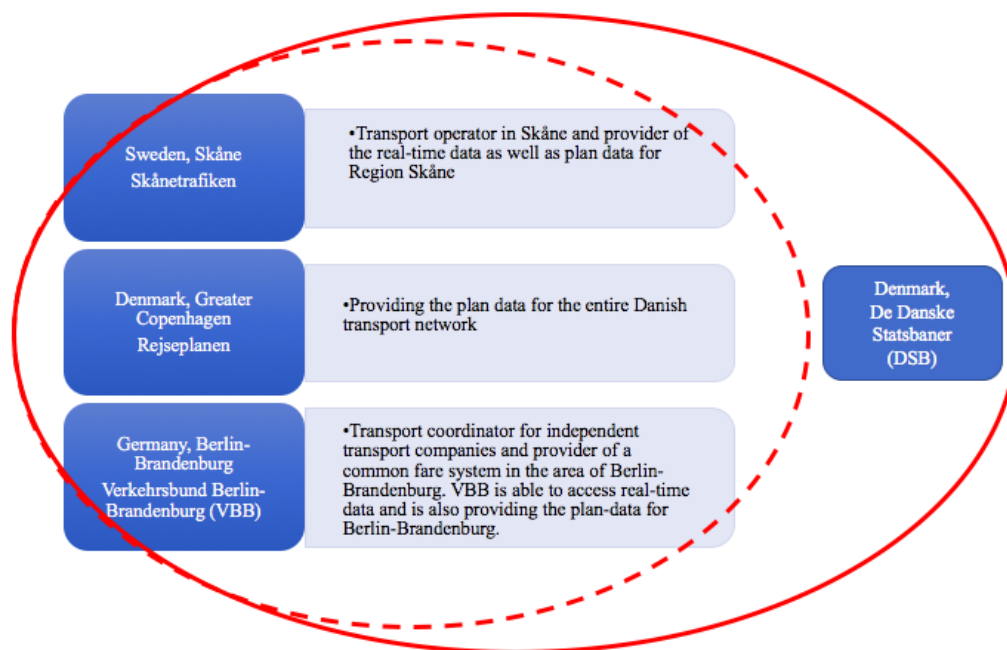 Sweden, Skåne
Skånetrafiken
•Transport operator in Skåne and provider of
the real-time data as well as plan data for
Region Skåne
Denmark, Greater
Copenhagen
Rejseplanen
•Providing the plan data for the entire Danish
transport network
Denmark,
De Danske
Statsbaner
(DSB)
Germany, Berlin-
Brandenburg
Verkehrsbund Berlin-
Brandenburg (VBB)
•Transport coordinator for independent
transport companies and provider of a
common fare system in the area of Berlin-
Brandenburg. VBB is able to access real-time
data and is also providing the plan-data for
Berlin-Brandenburg.